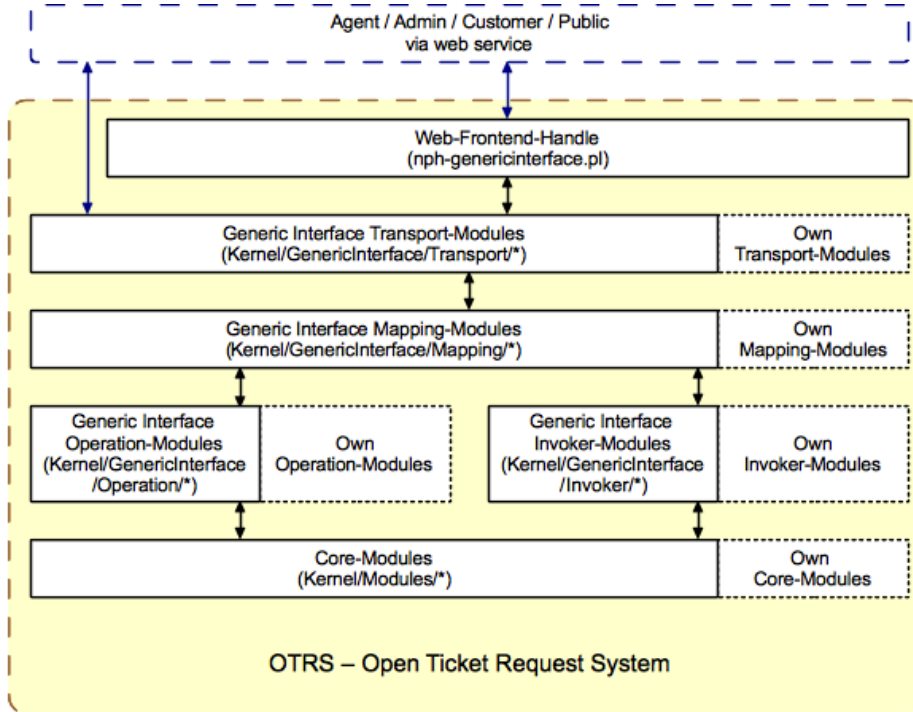 Agent / Admin / Customer / Public
via web service
Web-Frontend-Handle
(nph-genericinterface.pl)
Generic Interface Transport-Modules
(Kernel/GenericInterface/Transport/*)
Own
Transport-Modules
Generic Interface Mapping-Modules
(Kernel/GenericInterface/Mapping/*)
Own
Mapping-Modules
Generic Interface
Operation-Modules
(Kernel/GenericInterface
/Operation/*)
Own
Operation-Modules
Generic Interface
Invoker-Modules
(Kernel/GenericInterface
/Invoker/*)
Own
Invoker-Modules
Core-Modules
(Kernel/Modules/*)
Own
Core-Modules
OTRS – Open Ticket Request System